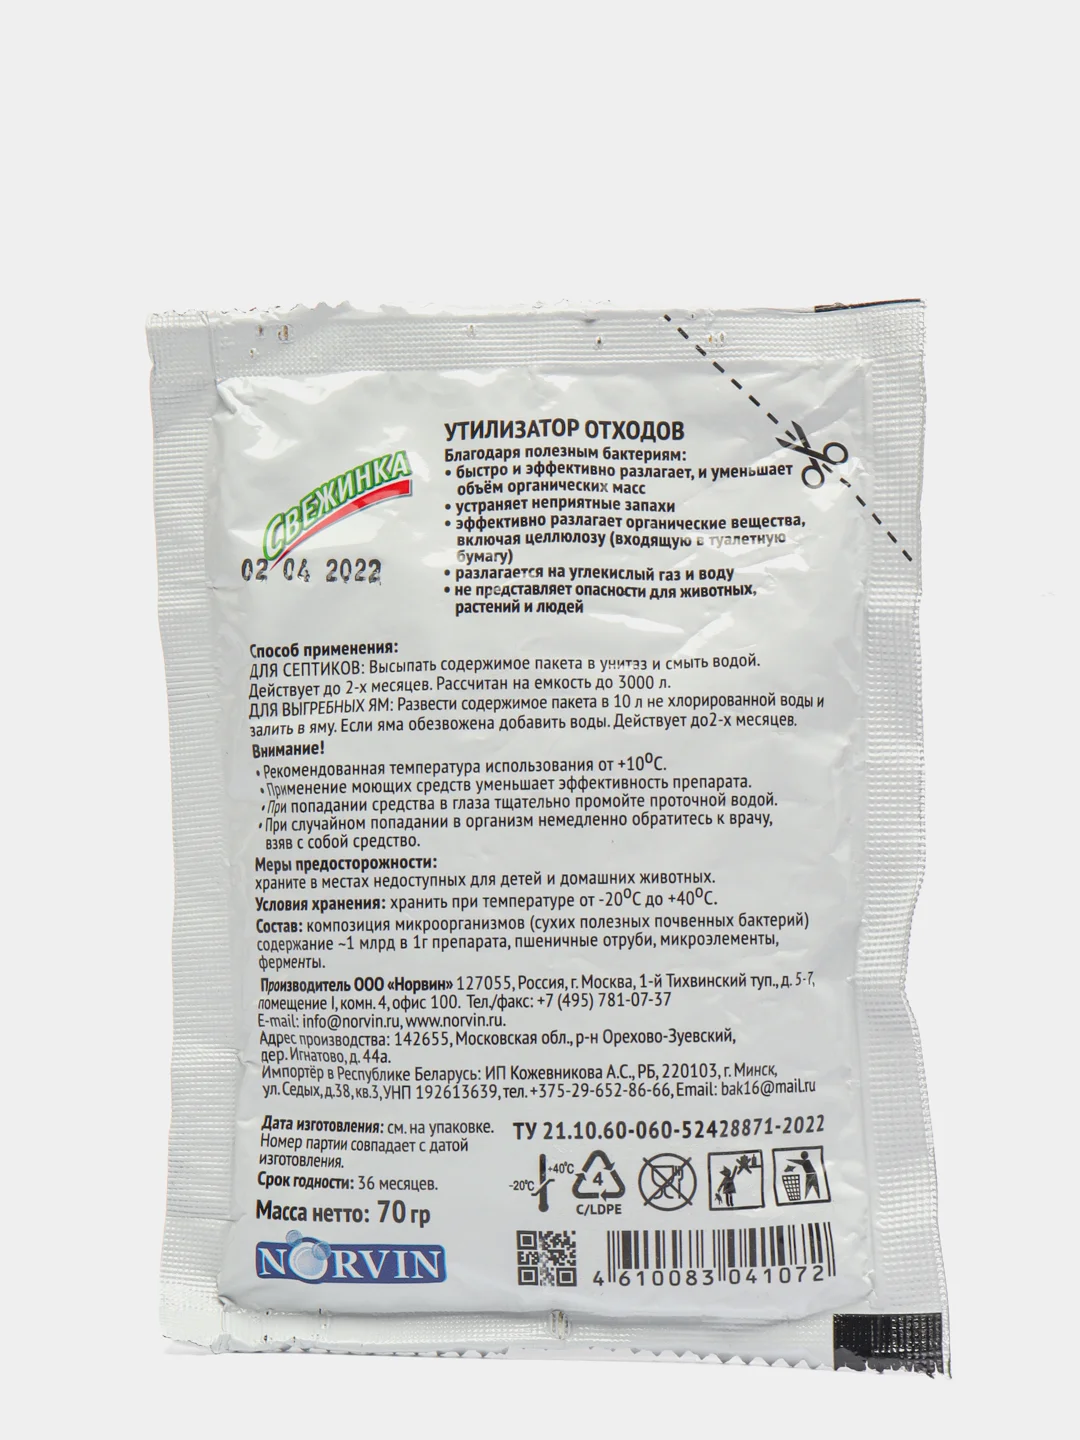 УТИЛИЗАТОР ОТХОДОВ
Благодаря полезным бактериям:
• быстро и эффективно разлагает, и уменьшает
объём органических масс
• устраняет неприятные запахи
• эффективно разлагает органические вещества,
включая целлюлозу (входящую в туалетную
бумагу)
• разлагается на углекислый газ и воду
• не представляет опасности для животных,
растений и людей
СВЕЖИНКА
02 04 2022
Способ применения:
ДЛЯ СЕПТИКОВ: Высыпать содержимое пакета в унитаз и смыть водой.
Действует до 2-х месяцев. Рассчитан на емкость до 3000 л.
ДЛЯ ВЫГРЕБНЫХ ЯМ: Развести содержимое пакета в 10 л не хлорированной воды и
залить в яму. Если яма обезвожена добавить воды. Действует до2-х месяцев.
Внимание!
• Рекомендованная температура использования от +10°С.
• Применение моющих средств уменьшает эффективность препарата.
• При попадании средства в глаза тщательно промойте проточной водой.
• При случайном попадании в организм немедленно обратитесь к врачу,
взяв с собой средство.
Меры предосторожности:
храните в местах недоступных для детей и домашних животных.
Условия хранения: хранить при температуре от -20°С до +40°С.
Состав: композиция микроорганизмов (сухих полезных почвенных бактерий)
содержание ~1 млрд в 1г препарата, пшеничные отруби, микроэлементы,
ферменты.
Производитель ООО «Норвин» 127055, Россия, г. Москва, 1-й Тихвинский туп., д. 5-7,
помещение I, комн. 4, офис 100. Тел./факс: +7 (495) 781-07-37
E-mail: info@norvin.ru, www.norvin.ru.
Адрес производства: 142655, Московская обл., р-н Орехово-Зуевский,
дер. Игнатово, д. 44а.
Импортёр в Республике Беларусь: ИП Кожевникова А.С., РБ, 220103, г. Минск,
ул. Седых, д.38, кв.3, УНП 192613639, тел. +375-29-652-86-66, Email: bak16@mail.ru
Дата изготовления: см. на упаковке.
Номер партии совпадает с датой
изготовления.
Срок годности: 36 месяцев.
Масса нетто: 70 гр
NORVIN
ТУ 21.10.60-060-52428871-2022
-20°C +40°C
4
C/LDPE
4 610083 041072